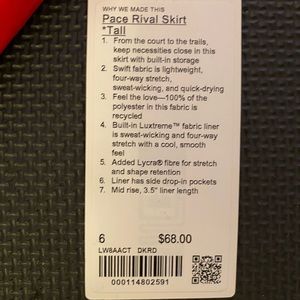 WHY WE MADE THIS
Pace Rival Skirt
*Tall
1. From the court to the trails,
keep necessities close in this
skirt with built-in storage
2. Swift fabric is lightweight,
four-way stretch,
sweat-wicking, and quick-drying
3. Feel the love—100% of the
polyester in this fabric is
recycled
4. Built-in Luxtreme™ fabric liner
is sweat-wicking and four-way
stretch with a cool, smooth
feel
5. Added Lycra® fibre for stretch
and shape retention
6. Liner has side drop-in pockets
7. Mid rise, 3.5" liner length
6 $68.00
LW8AACT DKRD
000114802591